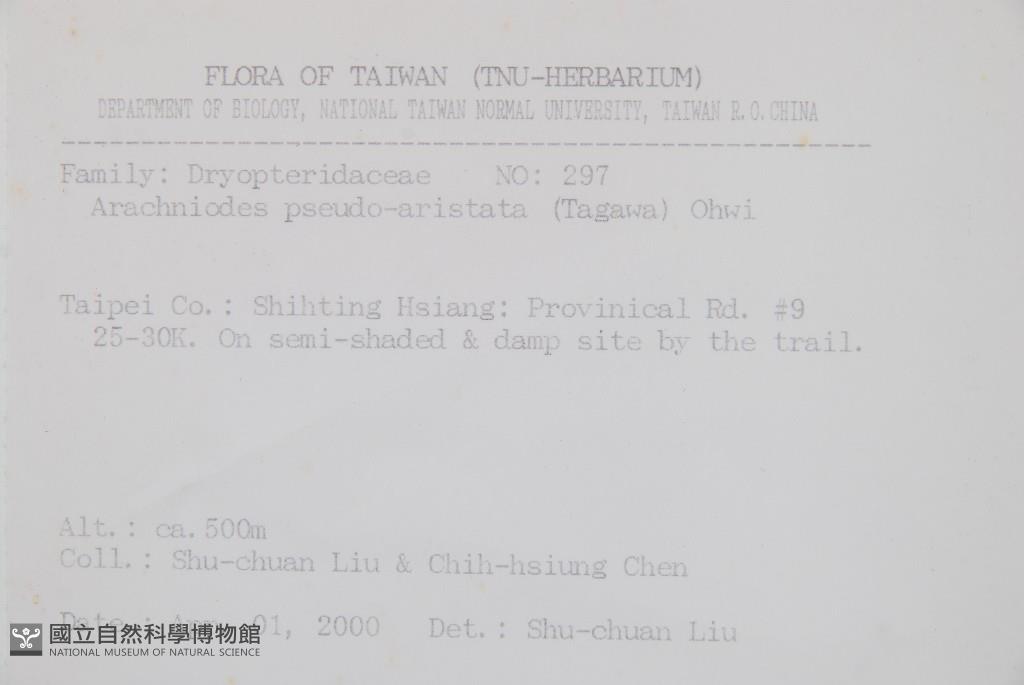 FLORA OF TAIWAN (TNU-HERBARIUM)
DEPARTMENT OF BIOLOGY, NATIONAL TAIWAN NORMAL UNIVERSITY, TAIWAN R.O.CHINA
Family: Dryopteridaceae NO: 297
Arachniodes pseudo-aristata (Tagawa) Ohwi
Taipei Co.: Shihting Hsiang: Provinical Rd. #9
25-30K. On semi-shaded & damp site by the trail.
Alt.: ca.500m
Coll.: Shu-chuan Liu & Chih-hsiung Chen
Date.: Apr. 01, 2000 Det.: Shu-chuan Liu
國立自然科學博物館
NATIONAL MUSEUM OF NATURAL SCIENCE